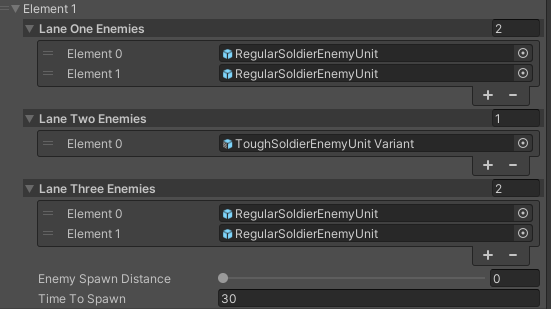 Element 1
Lane One Enemies 2
Element 0 RegularSoldierEnemyUnit
Element 1 RegularSoldierEnemyUnit
+ -
Lane Two Enemies 1
Element 0 ToughSoldierEnemyUnit Variant
+ -
Lane Three Enemies 2
Element 0 RegularSoldierEnemyUnit
Element 1 RegularSoldierEnemyUnit
+ -
Enemy Spawn Distance 0
Time To Spawn 30